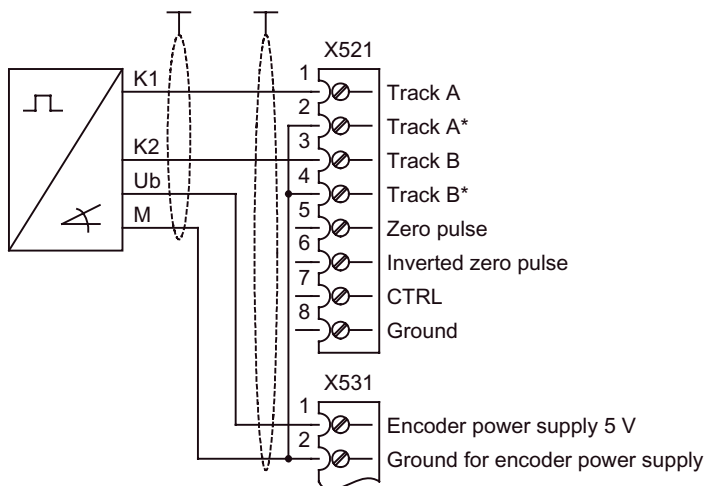 X521
K1
1
Track A
2
Track A*
K2
3
Track B
Ub
4
Track B*
M
5
Zero pulse
6
Inverted zero pulse
7
CTRL
8
Ground
X531
1
Encoder power supply 5 V
2
Ground for encoder power supply